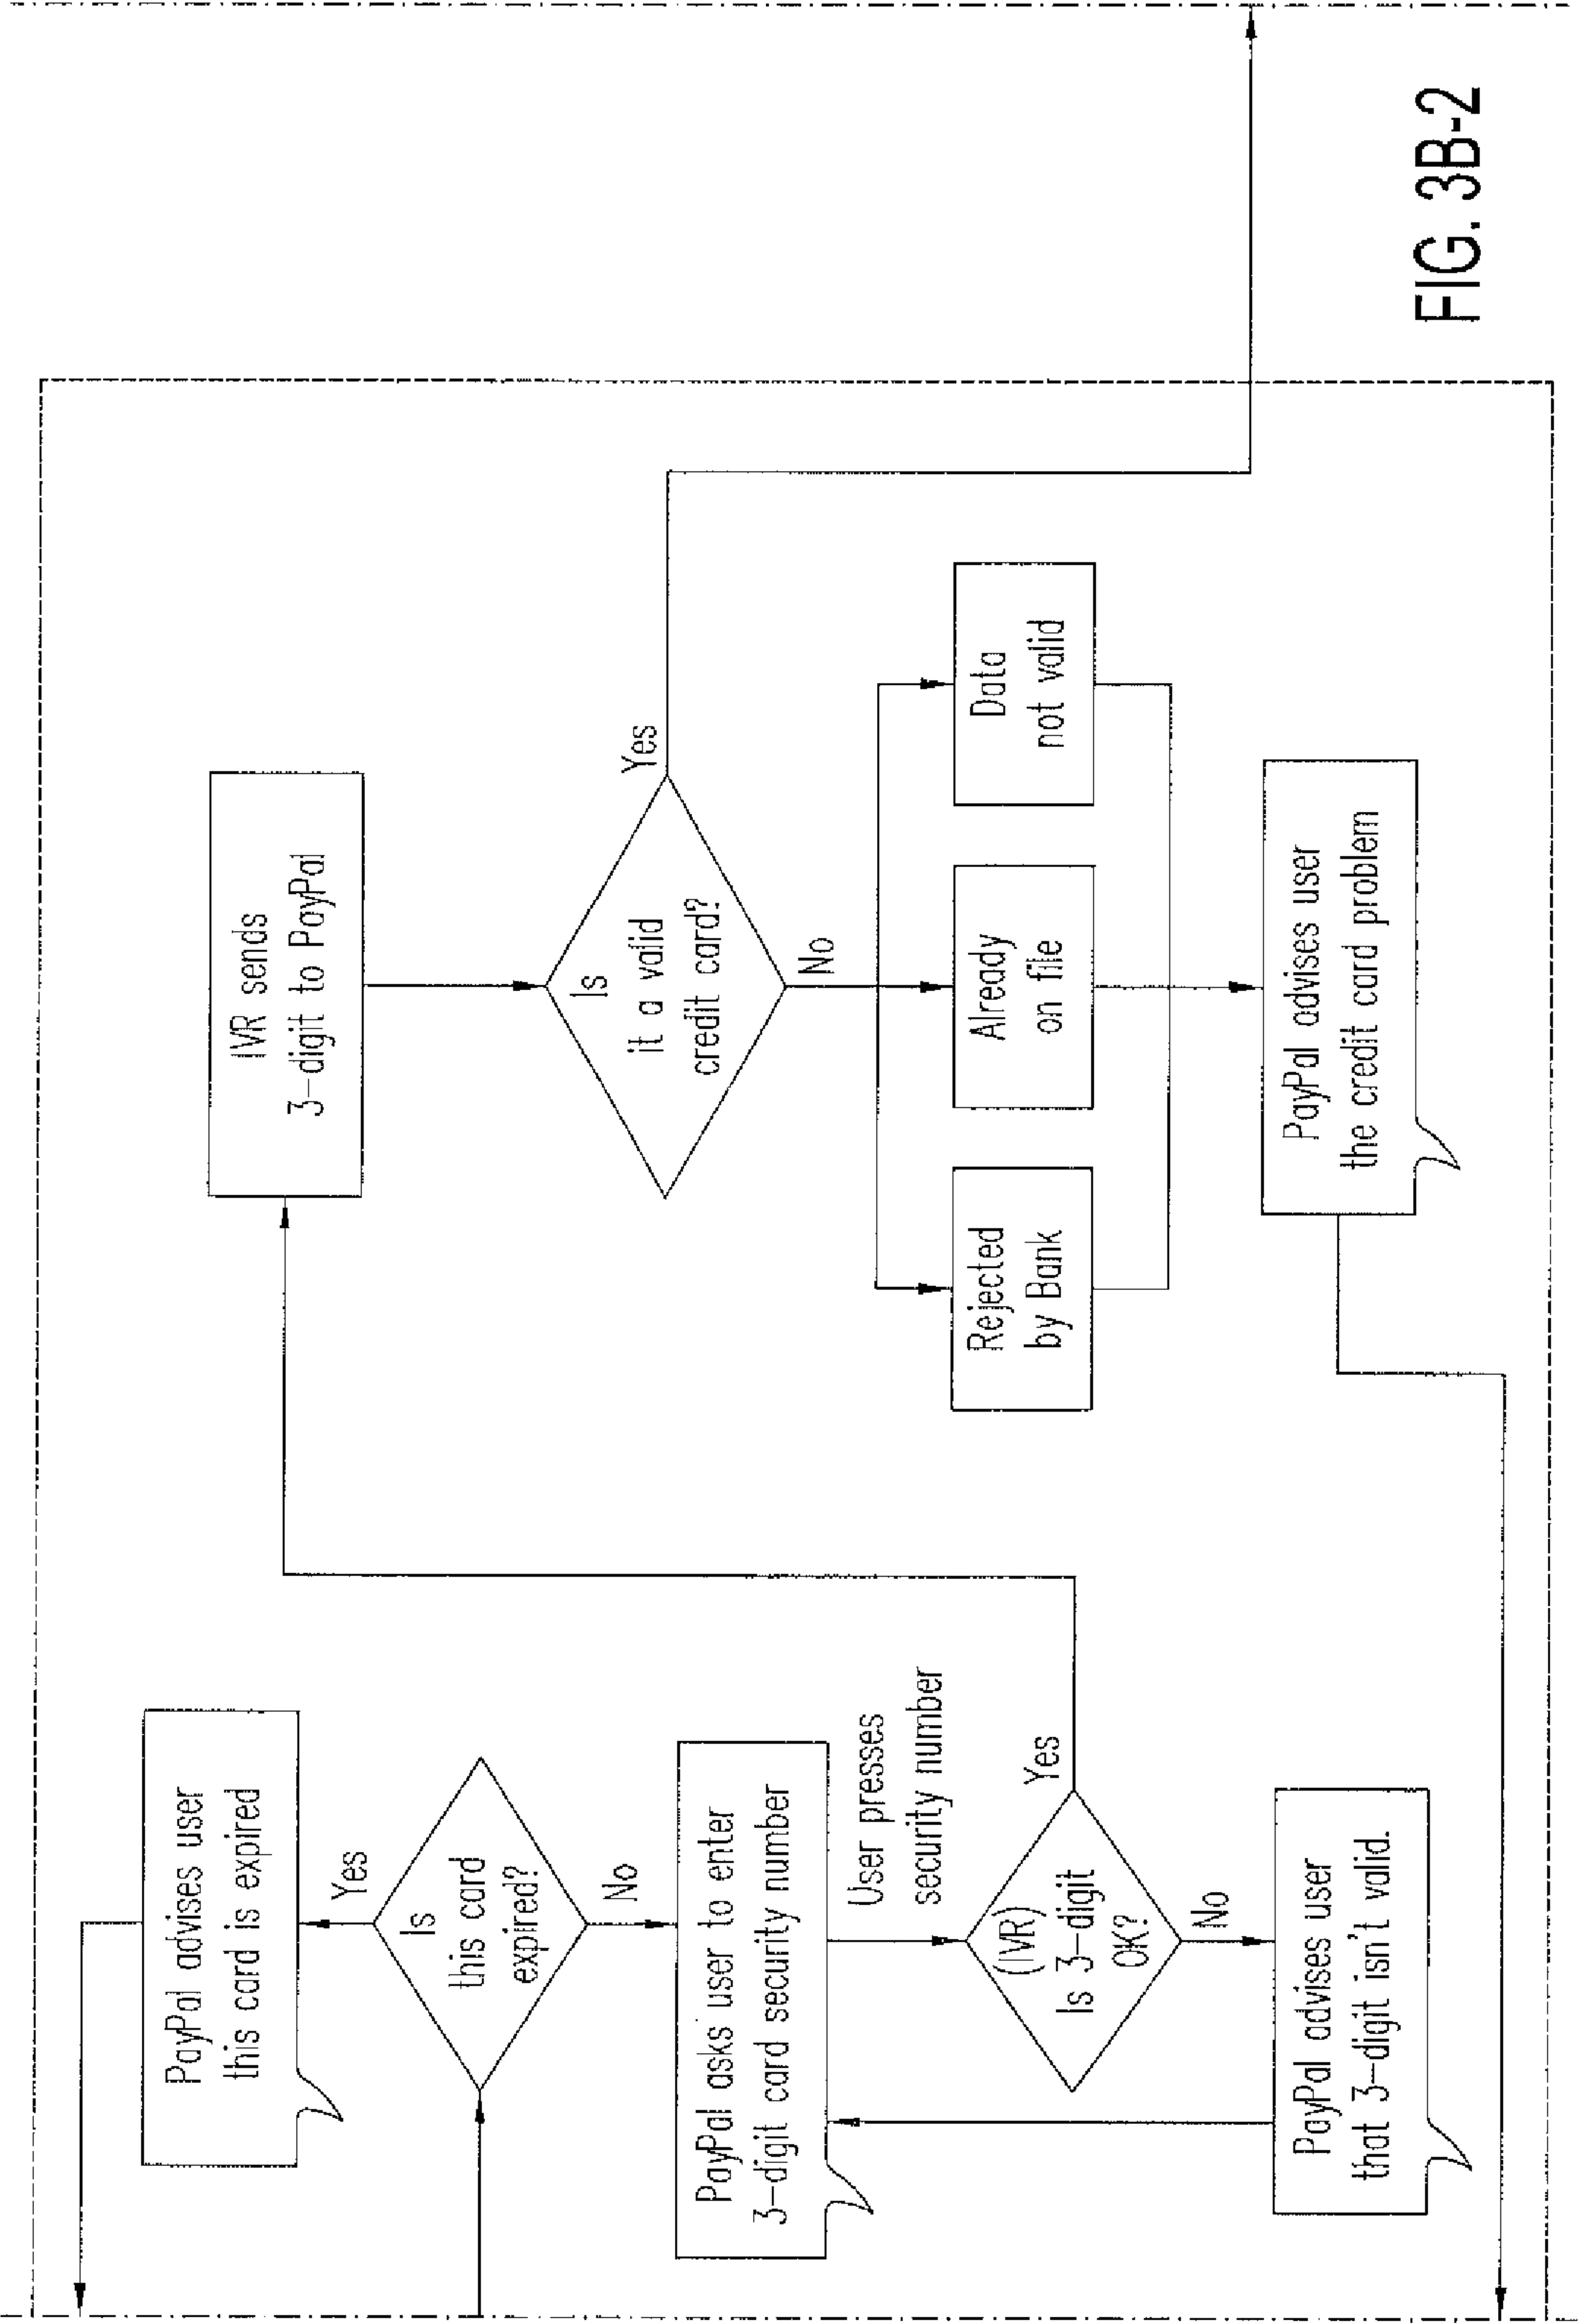 PayPal advises user
this card is expired
Yes
Is
this card
expired?
No
PayPal asks user to enter
3-digit card security number
User presses
security number
(IVR)
Is 3-digit
OK?
Yes
No
PayPal advises user
that 3-digit isn't valid.
IVR sends
3-digit to PayPal
Is
it a valid
credit card?
Yes
No
Rejected
by Bank
Already
on file
Data
not valid
PayPal advises user
the credit card problem
FIG. 3B-2